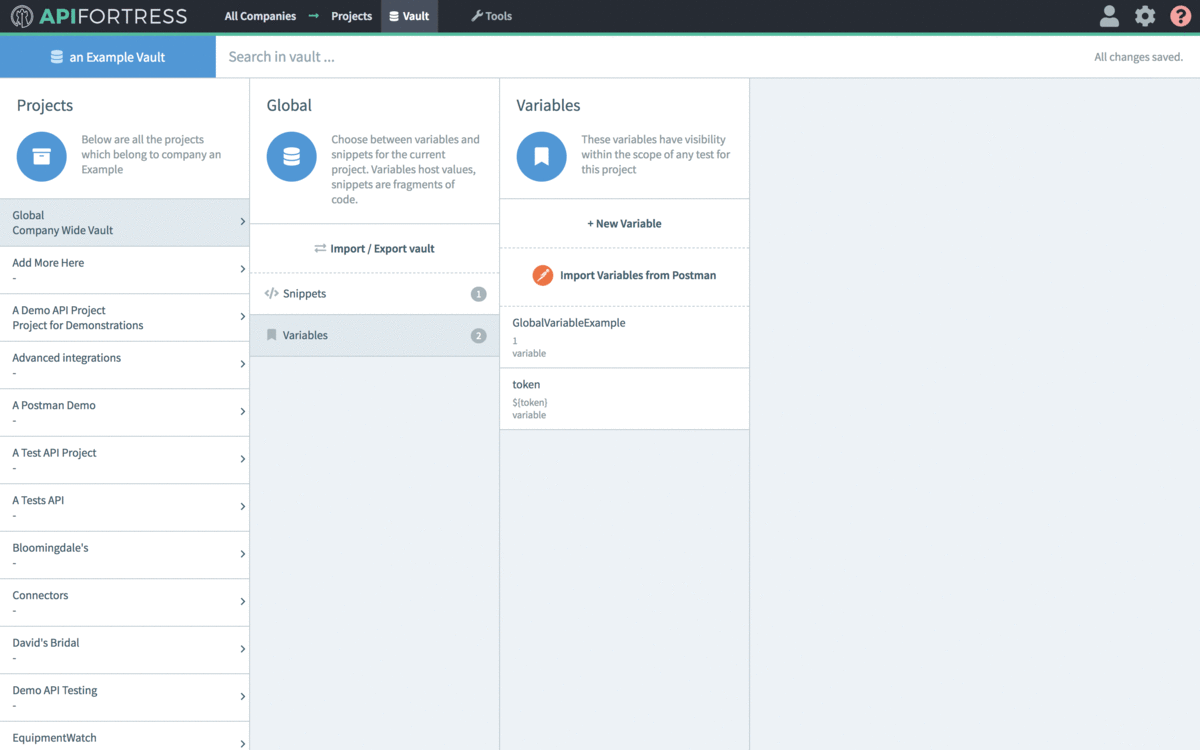 APIFORTRESS
All Companies → Projects Vault Tools
an Example Vault
Search in vault ...
All changes saved.
Projects
Below are all the projects
which belong to company an
Example
Global
Company Wide Vault
Add More Here
-
A Demo API Project
Project for Demonstrations
Advanced integrations
-
A Postman Demo
-
A Test API Project
-
A Tests API
-
Bloomingdale's
-
Connectors
-
David's Bridal
-
Demo API Testing
-
EquipmentWatch
Global
Choose between variables and
snippets for the current
project. Variables host values,
snippets are fragments of
code.
Import / Export vault
Snippets 1
Variables 2
Variables
These variables have visibility
within the scope of any test for
this project
+ New Variable
Import Variables from Postman
GlobalVariableExample
1
variable
token
${token}
variable